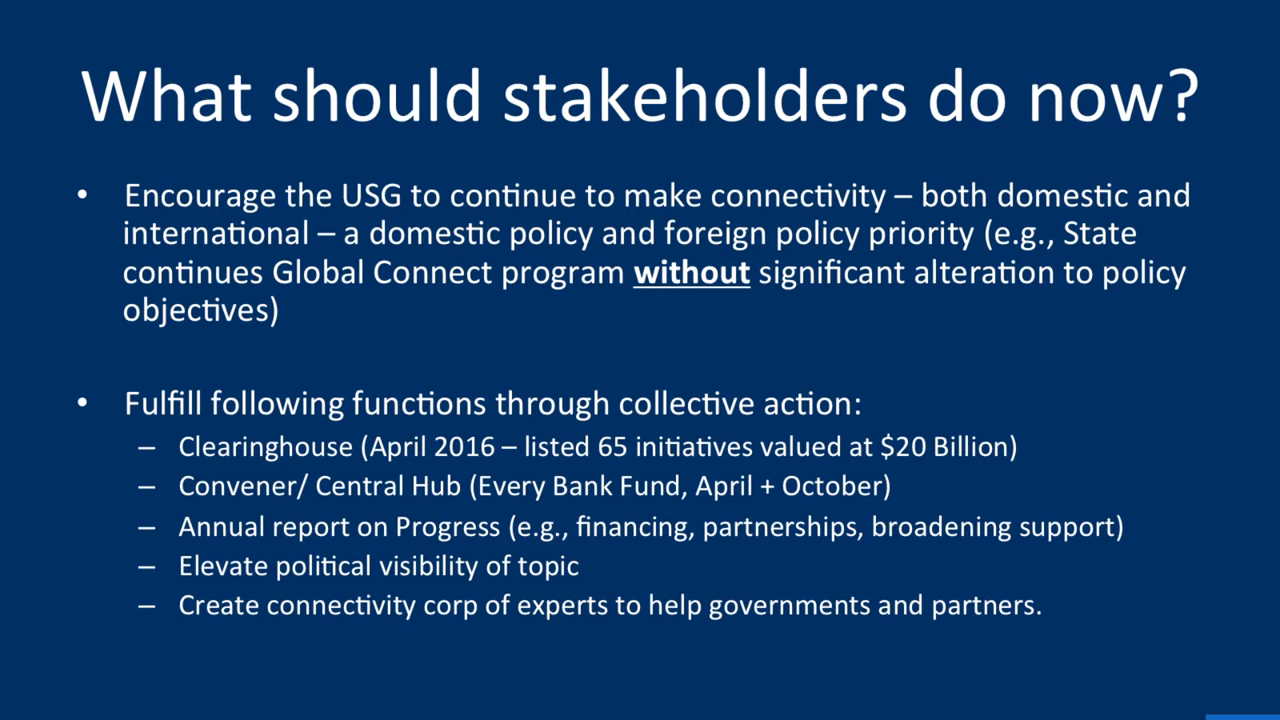 What should stakeholders do now?
• Encourage the USG to continue to make connectivity – both domestic and
international – a domestic policy and foreign policy priority (e.g., State
continues Global Connect program without significant alteration to policy
objectives)
• Fulfill following functions through collective action:
– Clearinghouse (April 2016 – listed 65 initiatives valued at $20 Billion)
– Convener/ Central Hub (Every Bank Fund, April + October)
– Annual report on Progress (e.g., financing, partnerships, broadening support)
– Elevate political visibility of topic
– Create connectivity corp of experts to help governments and partners.